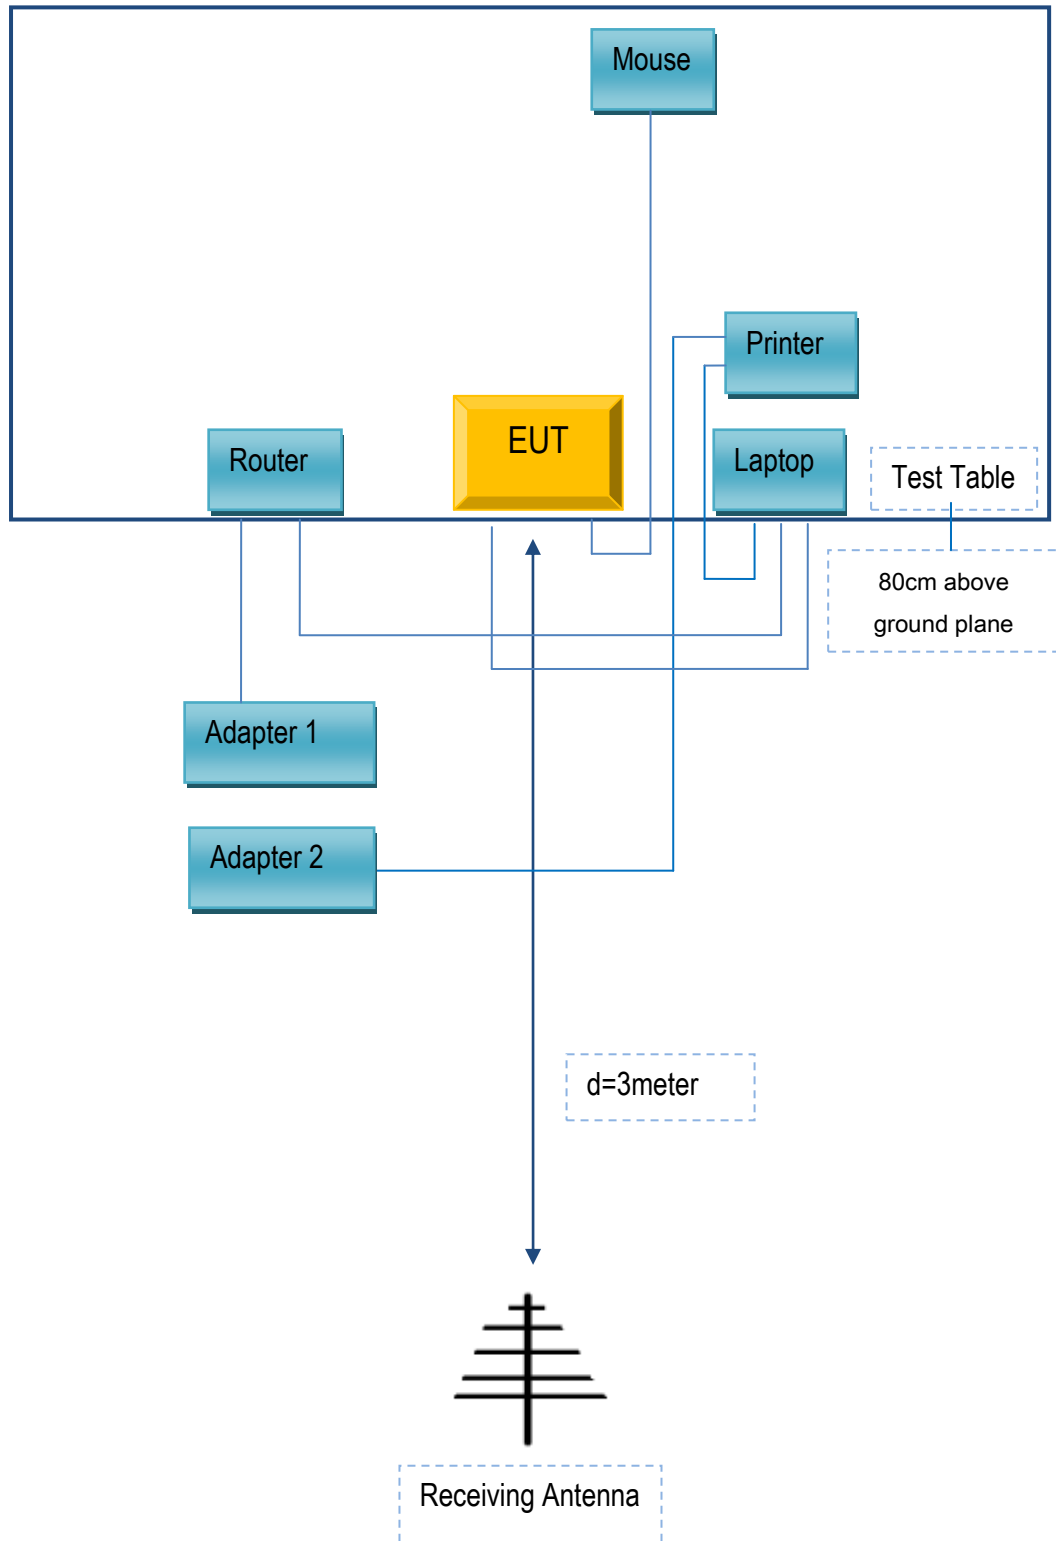 Mouse
Printer
EUT
Router
Laptop
Test Table
80cm above
ground plane
Adapter 1
Adapter 2
d=3meter
Receiving Antenna